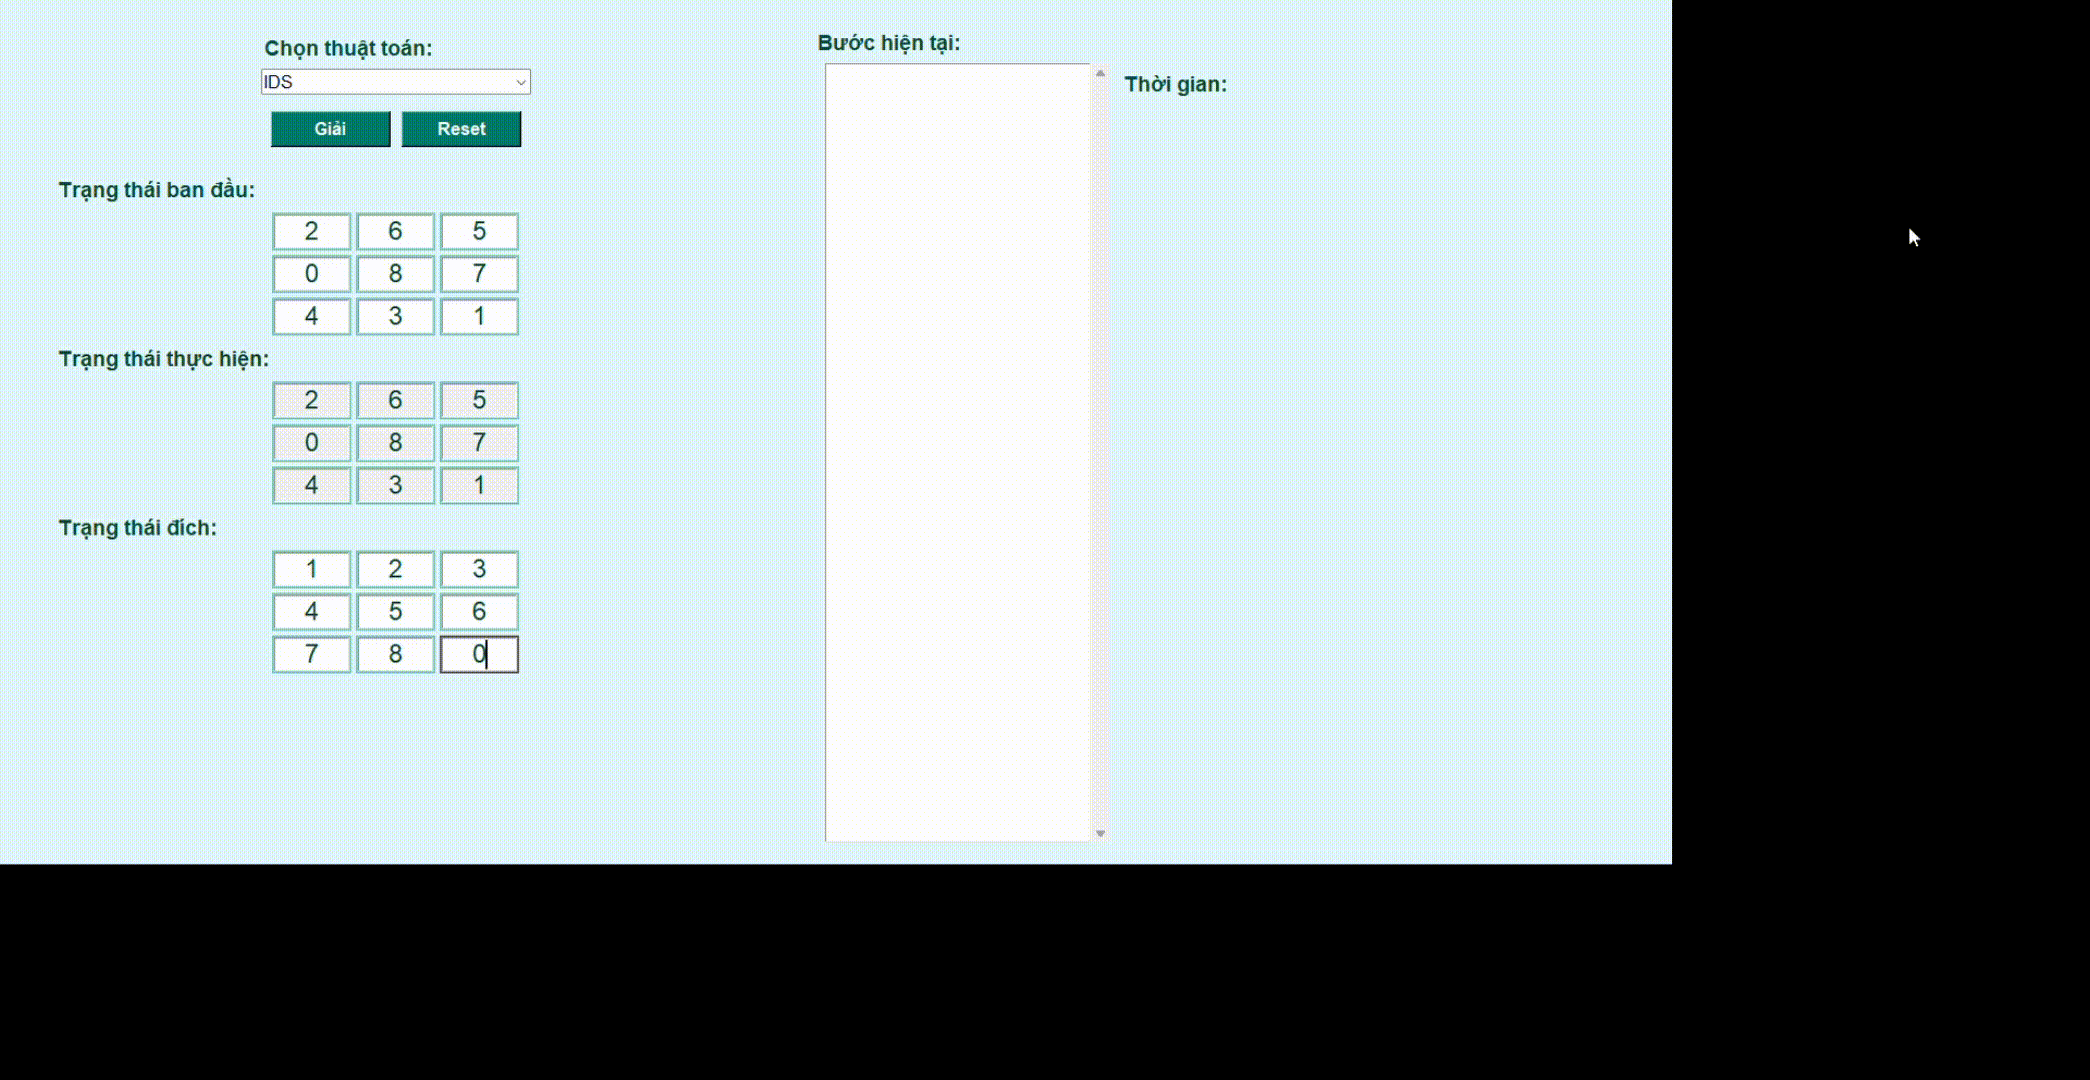 Chọn thuật toán:
IDS
Giải Reset
Trạng thái ban đầu:
2 6 5
0 8 7
4 3 1
Trạng thái thực hiện:
2 6 5
0 8 7
4 3 1
Trạng thái đích:
1 2 3
4 5 6
7 8 0
Bước hiện tại:
Thời gian: